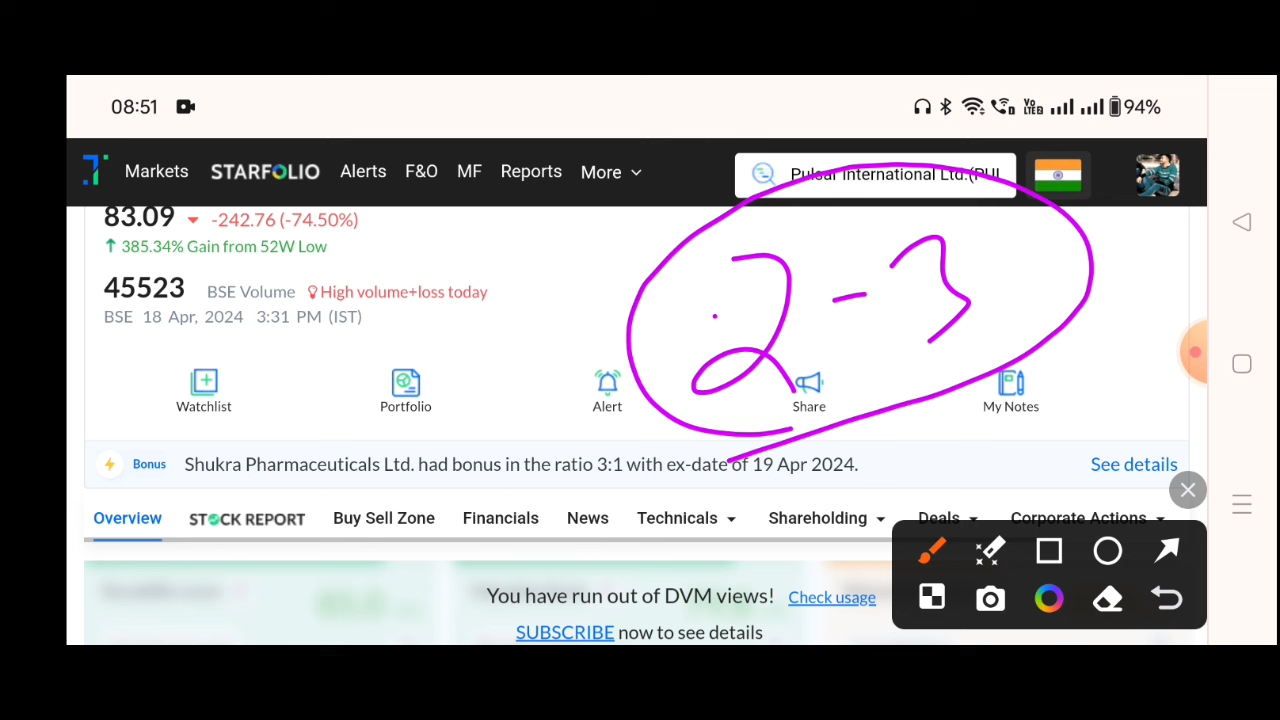 08:51 94%
Markets STARFOLIO Alerts F&O MF Reports More Pulsar International Ltd.(PUL
83.09 -242.76 (-74.50%)
385.34% Gain from 52W Low
45523 BSE Volume High volume+loss today
BSE 18 Apr, 2024 3:31 PM (IST)
2-3
Watchlist Portfolio Alert Share My Notes
Bonus Shukra Pharmaceuticals Ltd. had bonus in the ratio 3:1 with ex-date of 19 Apr 2024. See details
Overview STOCK REPORT Buy Sell Zone Financials News Technicals Shareholding Deals Corporate Actions
You have run out of DVM views! Check usage
SUBSCRIBE now to see details